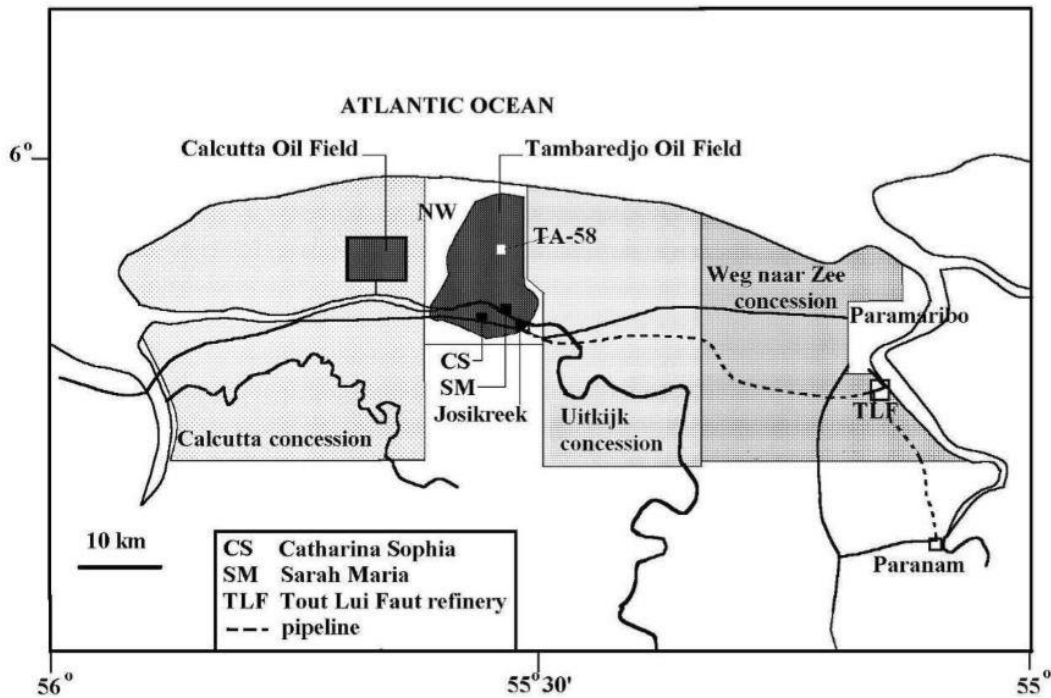 ATLANTIC OCEAN
6°
Calcutta Oil Field
Tambaredjo Oil Field
NW
TA-58
Weg naar Zee
concession
Paramaribo
CS
SM
Josikreek
TLF
Calcutta concession
Uitkijk
concession
10 km
CS Catharina Sophia
SM Sarah Maria
TLF Tout Lui Faut refinery
pipeline
Paranam
56°
55°30'
55°